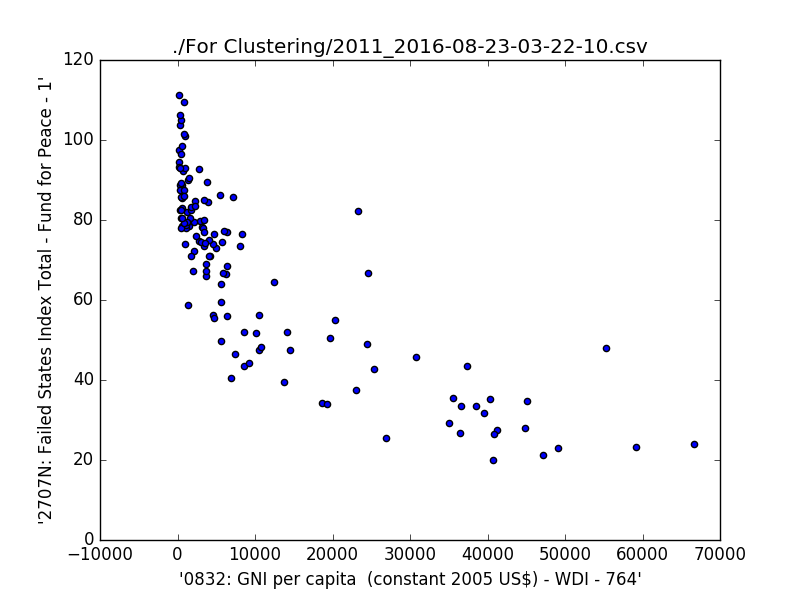 ./For Clustering/2011_2016-08-23-03-22-10.csv
120
100
80
60
40
20
0
'2707N: Failed States Index Total - Fund for Peace - 1'
−10000 0 10000 20000 30000 40000 50000 60000 70000
'0832: GNI per capita  (constant 2005 US$) - WDI - 764'